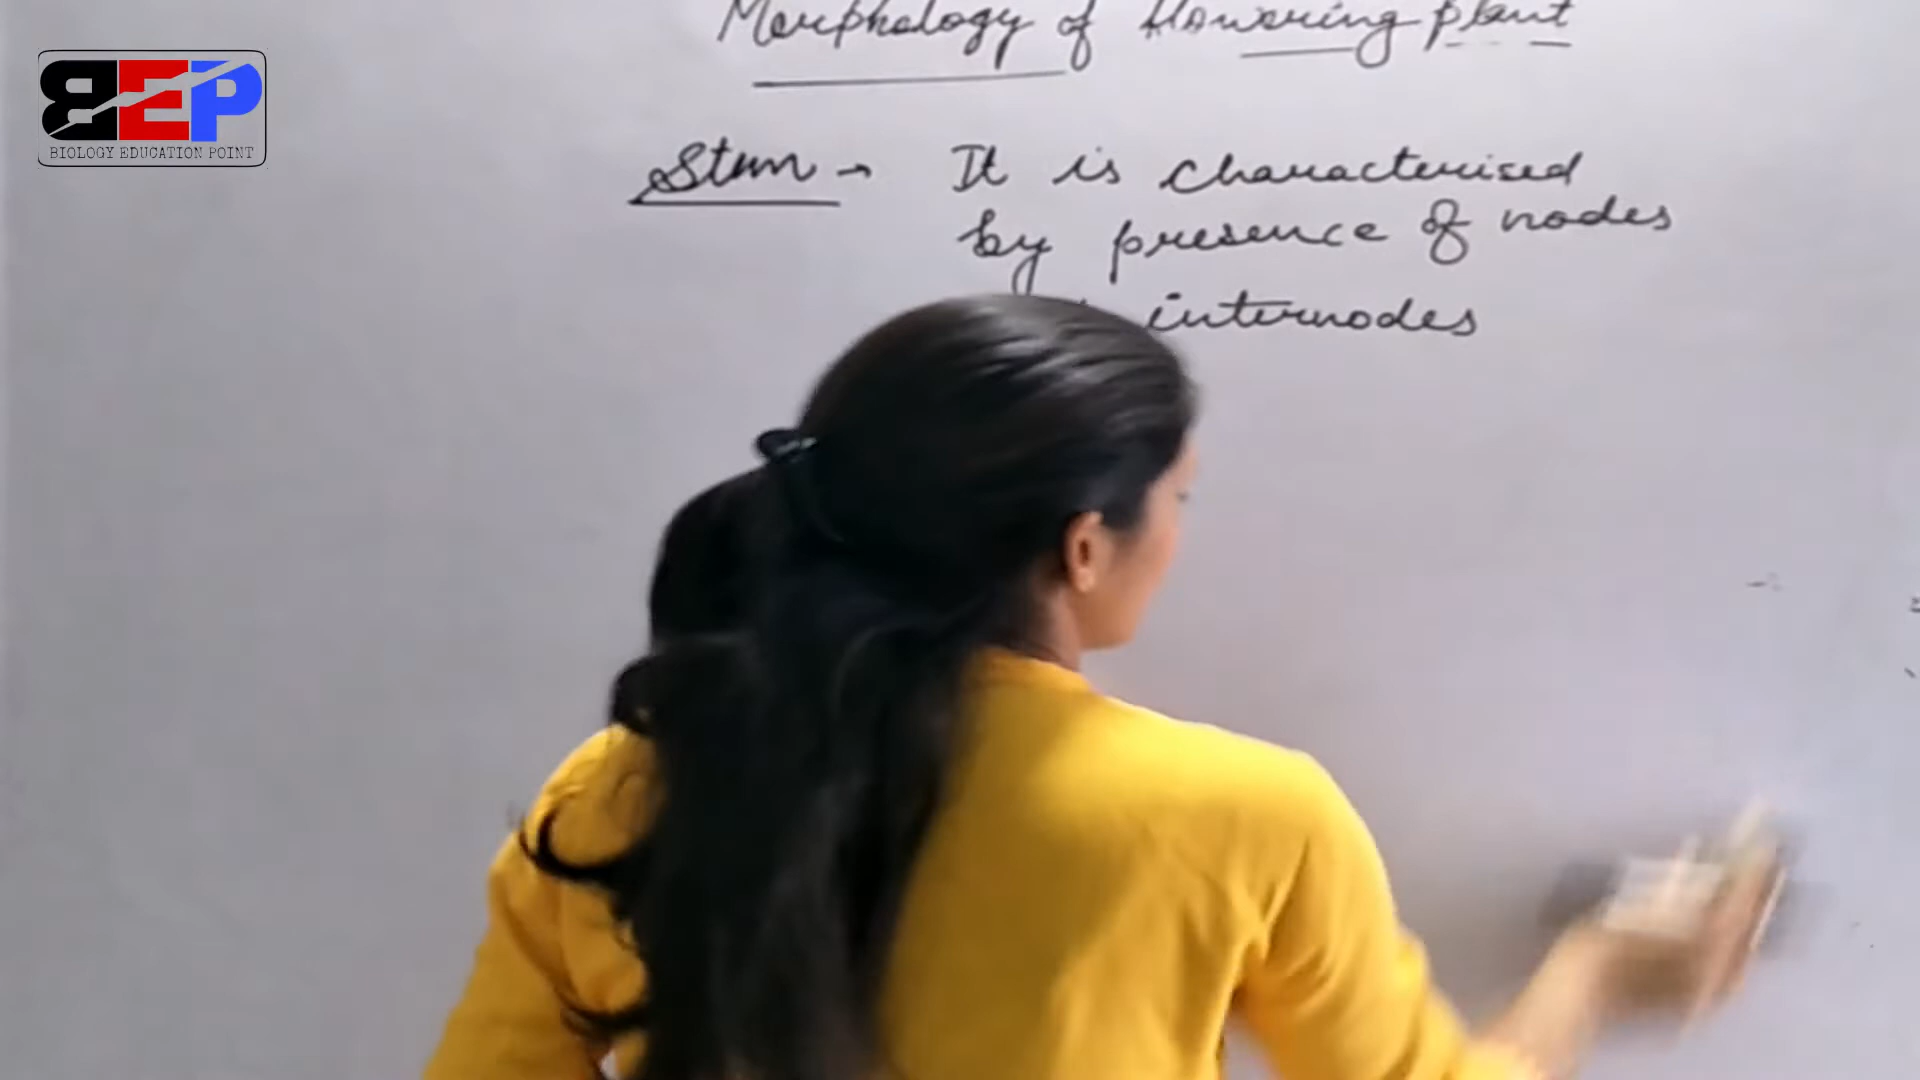 Morphology of flowering plant
BEP
BIOLOGY EDUCATION POINT
Stem → It is characterised
by presence of nodes
internodes